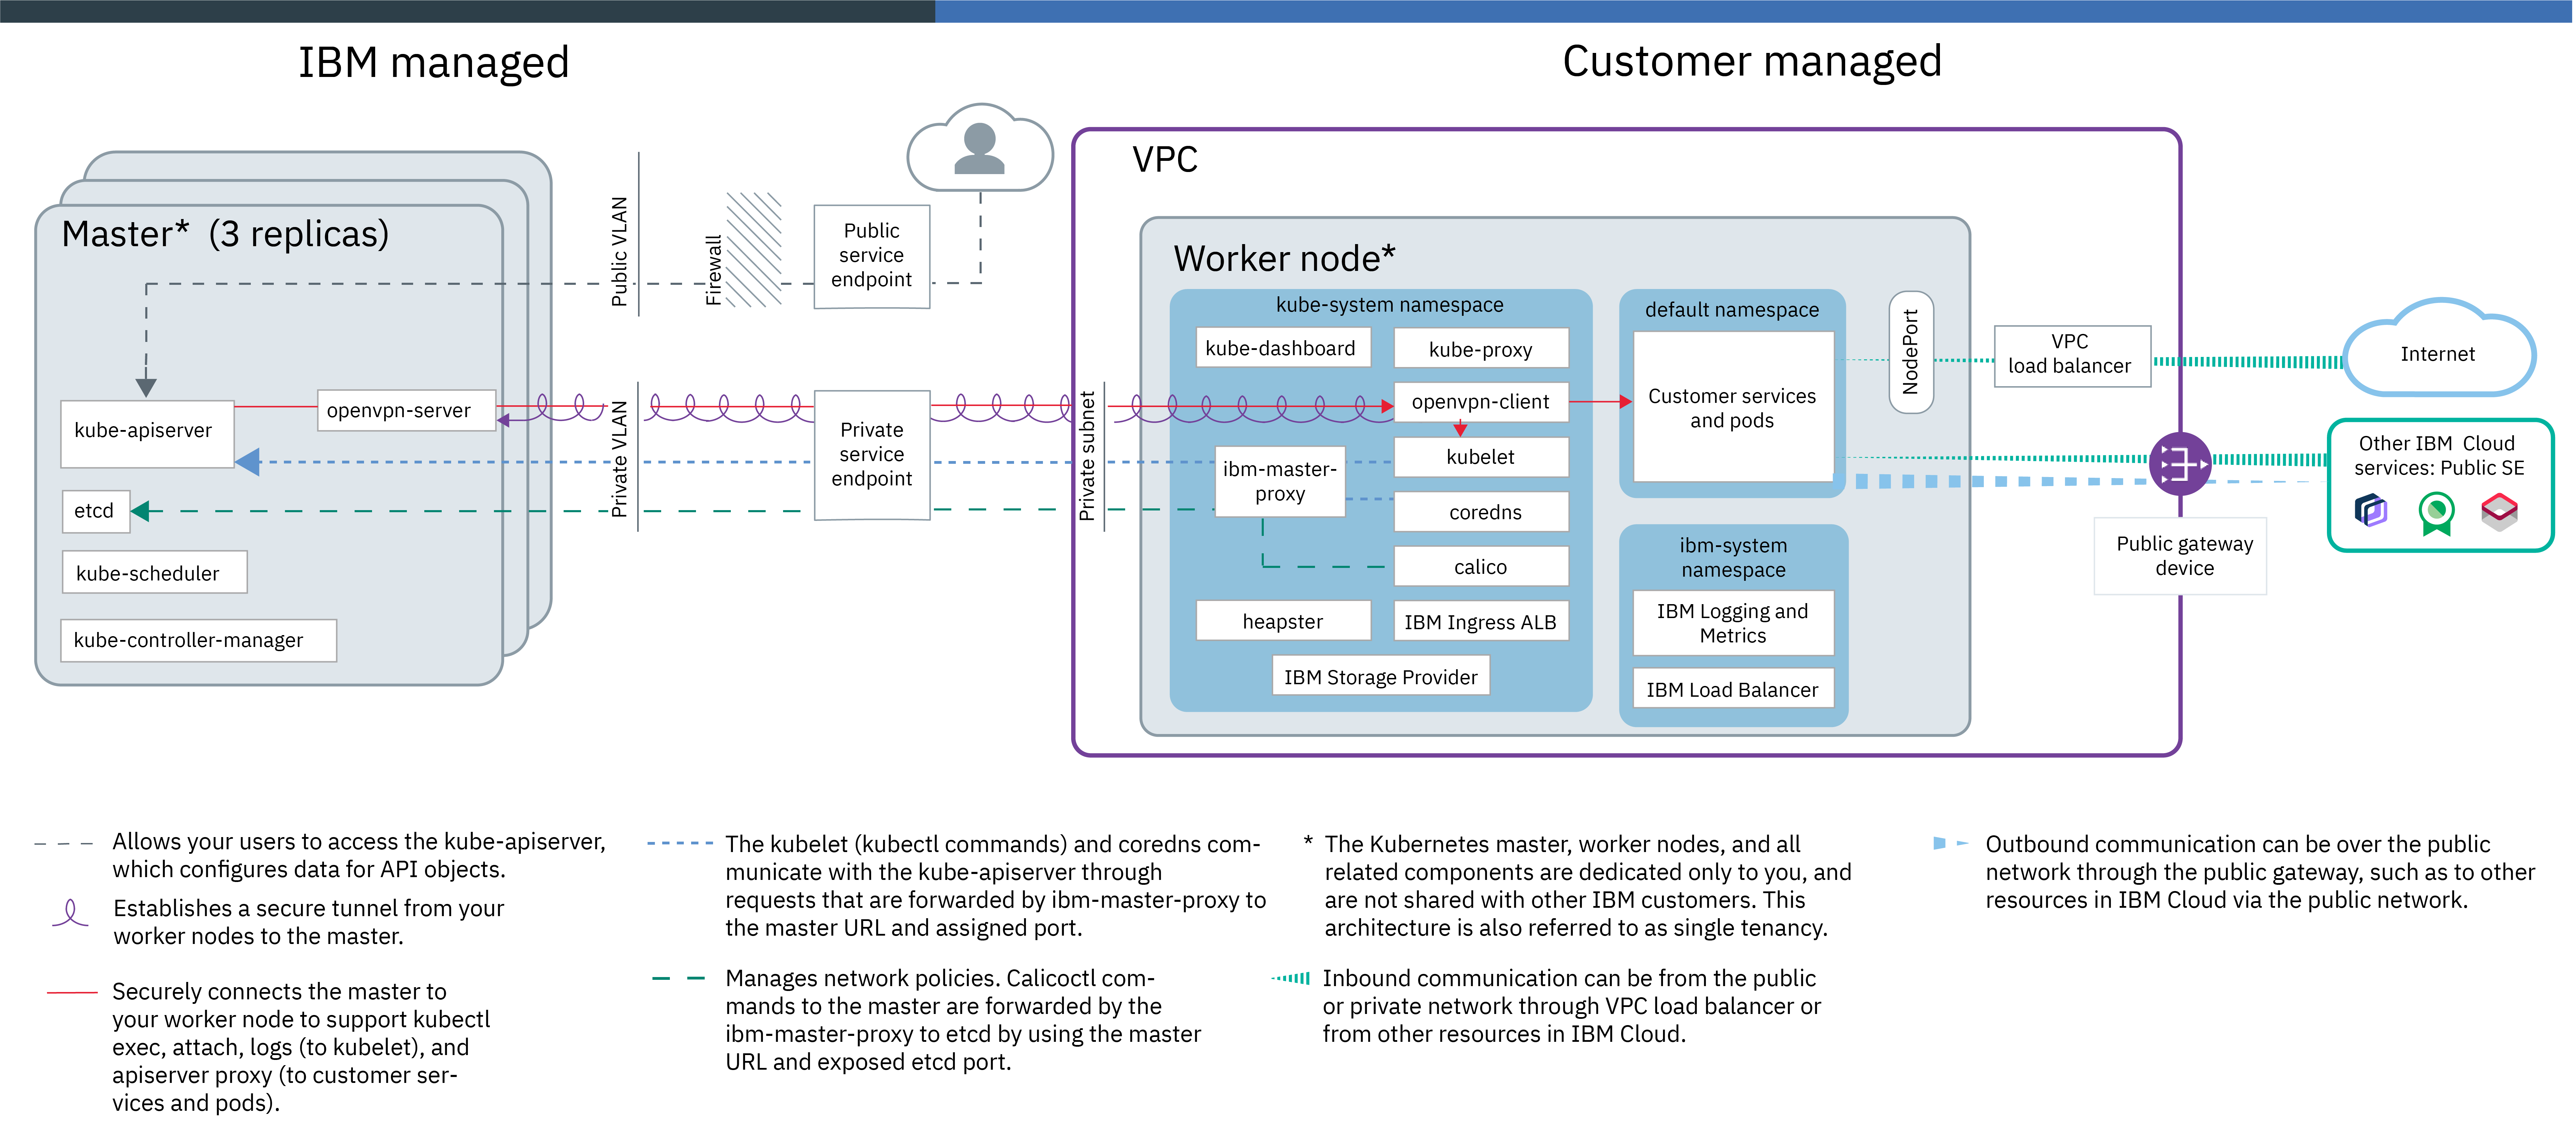 IBM managed
Customer managed
Master* (3 replicas)
kube-apiserver
openvpn-server
etcd
kube-scheduler
kube-controller-manager
Public VLAN
Firewall
Public
service
endpoint
Private VLAN
Private
service
endpoint
Private subnet
VPC
Worker node*
kube-system namespace
kube-dashboard
kube-proxy
openvpn-client
kubelet
ibm-master-
proxy
coredns
calico
heapster
IBM Ingress ALB
IBM Storage Provider
default namespace
Customer services
and pods
ibm-system
namespace
IBM Logging and
Metrics
IBM Load Balancer
NodePort
VPC
load balancer
Public gateway
device
Internet
Other IBM Cloud
services: Public SE
Allows your users to access the kube-apiserver,
which configures data for API objects.
Establishes a secure tunnel from your
worker nodes to the master.
Securely connects the master to
your worker node to support kubectl
exec, attach, logs (to kubelet), and
apiserver proxy (to customer ser-
vices and pods).
The kubelet (kubectl commands) and coredns com-
municate with the kube-apiserver through
requests that are forwarded by ibm-master-proxy to
the master URL and assigned port.
Manages network policies. Calicoctl com-
mands to the master are forwarded by the
ibm-master-proxy to etcd by using the master
URL and exposed etcd port.
* The Kubernetes master, worker nodes, and all
related components are dedicated only to you, and
are not shared with other IBM customers. This
architecture is also referred to as single tenancy.
Inbound communication can be from the public
or private network through VPC load balancer or
from other resources in IBM Cloud.
Outbound communication can be over the public
network through the public gateway, such as to other
resources in IBM Cloud via the public network.